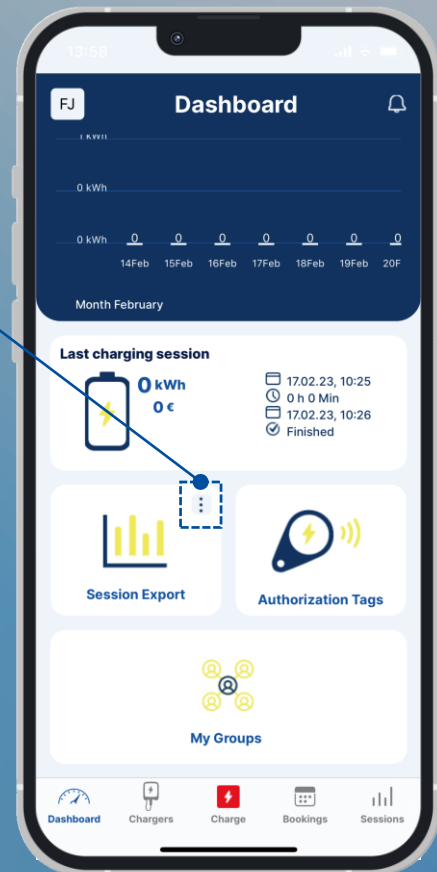 13:58
FJ
Dashboard
1 kWh
0 kWh
0 kWh
0 0 0 0 0 0 0
14Feb 15Feb 16Feb 17Feb 18Feb 19Feb 20F
Month February
Last charging session
0 kWh
0 €
17.02.23, 10:25
0 h 0 Min
17.02.23, 10:26
Finished
Session Export
Authorization Tags
My Groups
Dashboard Chargers Charge Bookings Sessions